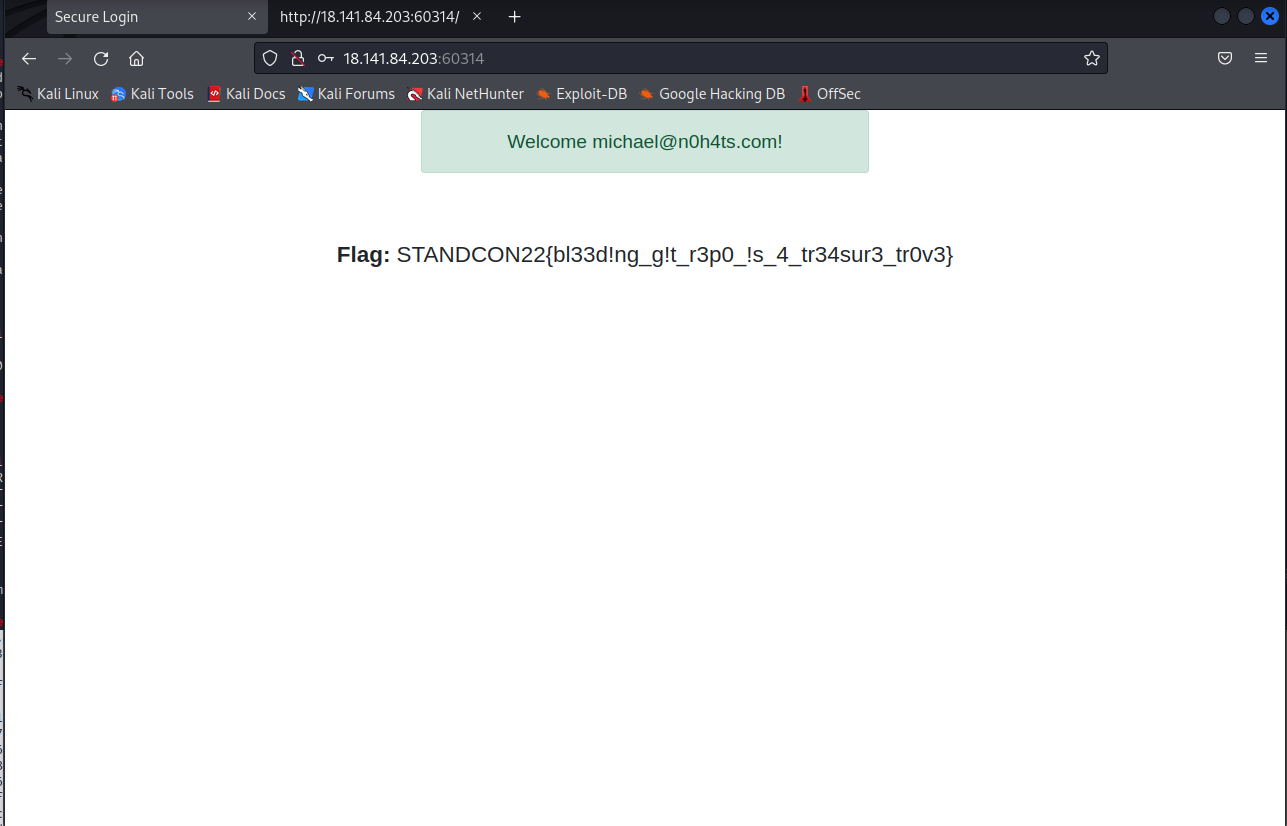 Secure Login
http://18.141.84.203:60314/
18.141.84.203:60314
Kali Linux Kali Tools Kali Docs Kali Forums Kali NetHunter Exploit-DB Google Hacking DB OffSec
Welcome michael@n0h4ts.com!
Flag: STANDCON22{bl33d!ng_g!t_r3p0_!s_4_tr34sur3_tr0v3}